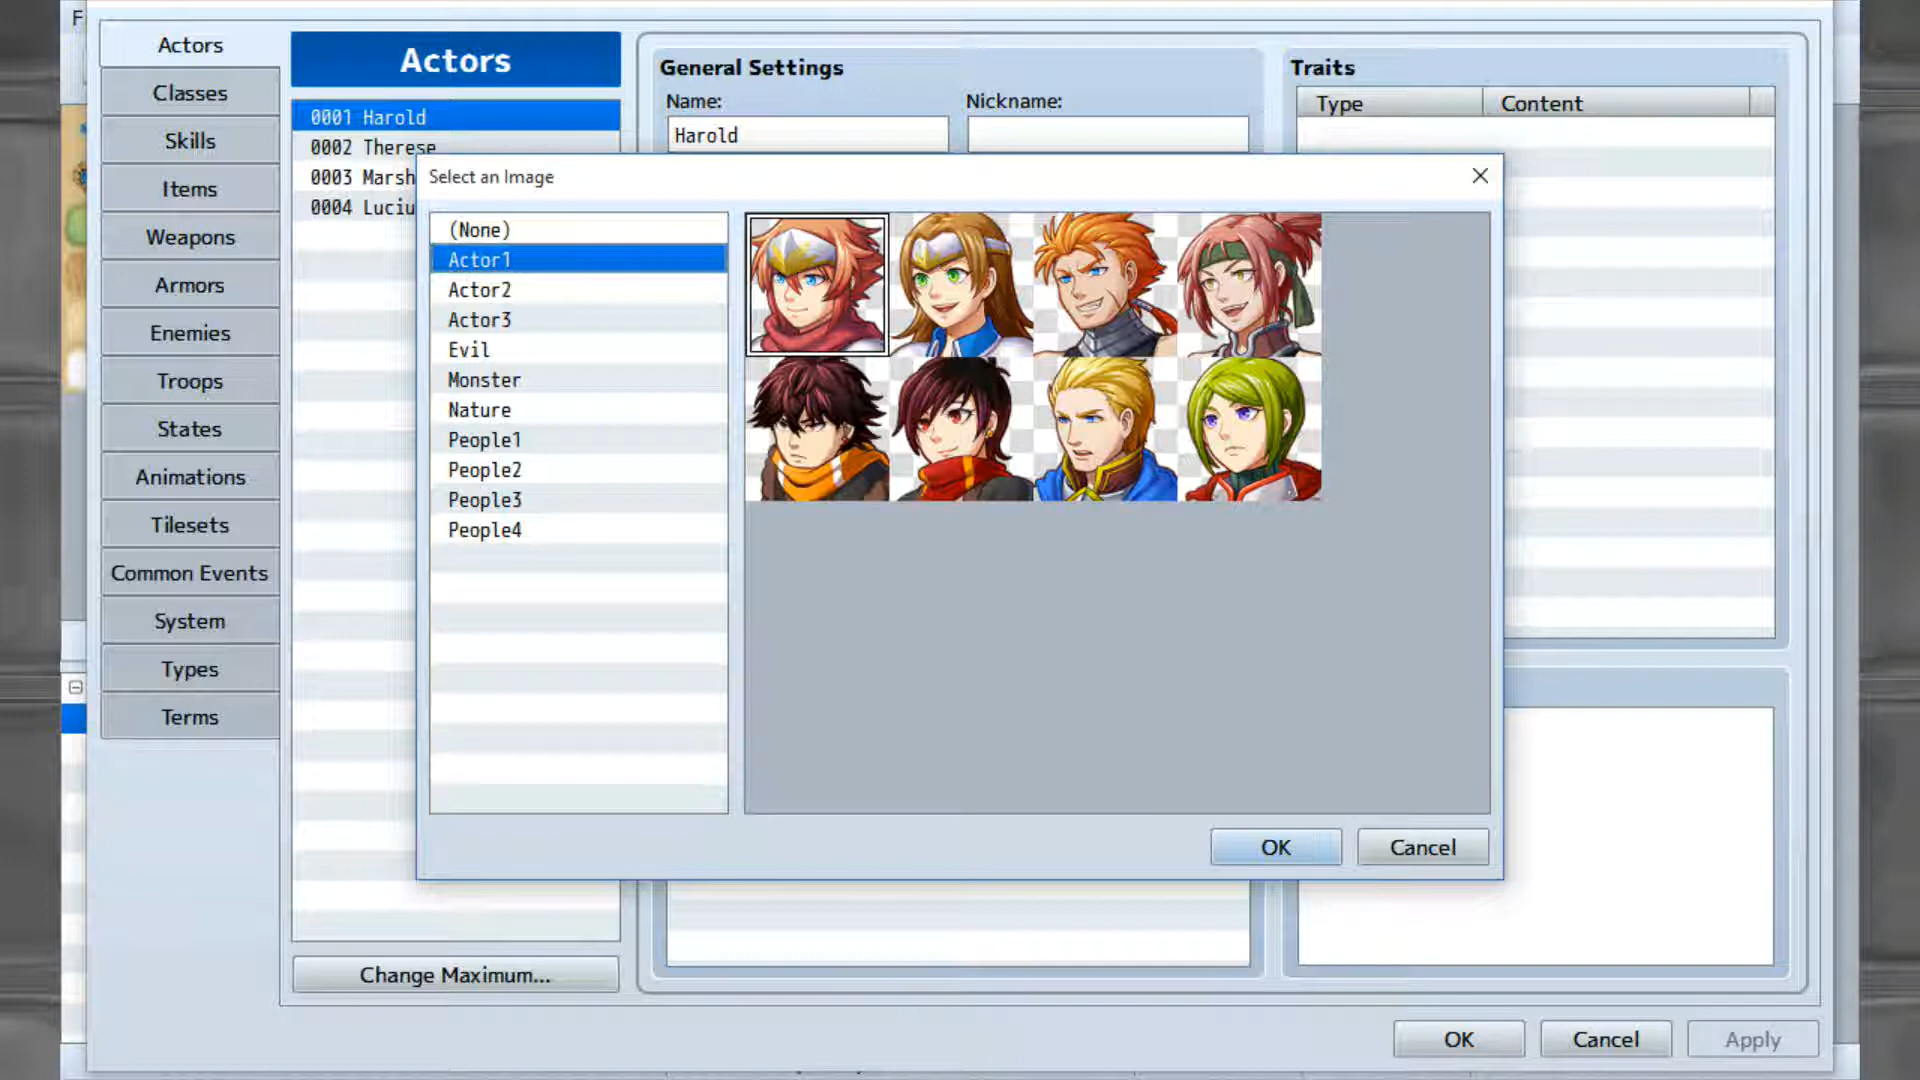 F
Actors
Classes
Skills
Items
Weapons
Armors
Enemies
Troops
States
Animations
Tilesets
Common Events
System
Types
Terms
Actors
0001 Harold
0002 Therese
0003 Marsh
0004 Luciu
Change Maximum...
General Settings
Name:
Nickname:
Harold
Traits
Type
Content
Select an Image
(None)
Actor1
Actor2
Actor3
Evil
Monster
Nature
People1
People2
People3
People4
OK
Cancel
OK
Cancel
Apply